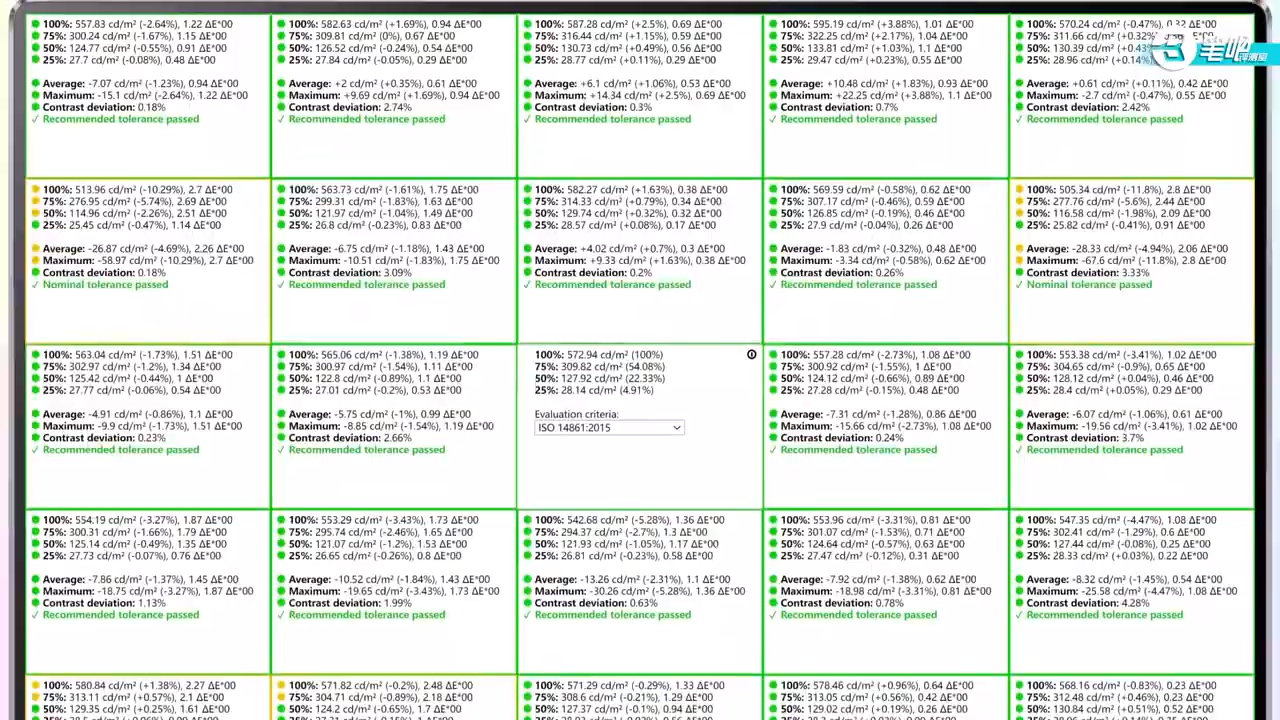 100%: 557.83 cd/m² (-2.64%), 1.22 ΔE*00
75%: 300.24 cd/m² (-1.67%), 1.15 ΔE*00
50%: 124.77 cd/m² (-0.55%), 0.91 ΔE*00
25%: 27.7 cd/m² (-0.08%), 0.48 ΔE*00
Average: -7.07 cd/m² (-1.23%), 0.94 ΔE*00
Maximum: -15.1 cd/m² (-2.64%), 1.22 ΔE*00
Contrast deviation: 0.18%
✓ Recommended tolerance passed
100%: 582.63 cd/m² (+1.69%), 0.94 ΔE*00
75%: 309.81 cd/m² (0%), 0.67 ΔE*00
50%: 126.52 cd/m² (-0.24%), 0.54 ΔE*00
25%: 27.84 cd/m² (-0.05%), 0.29 ΔE*00
Average: +2 cd/m² (+0.35%), 0.61 ΔE*00
Maximum: +9.69 cd/m² (+1.69%), 0.94 ΔE*00
Contrast deviation: 2.74%
✓ Recommended tolerance passed
100%: 587.28 cd/m² (+2.5%), 0.69 ΔE*00
75%: 316.44 cd/m² (+1.15%), 0.59 ΔE*00
50%: 130.73 cd/m² (+0.49%), 0.56 ΔE*00
25%: 28.77 cd/m² (+0.11%), 0.29 ΔE*00
Average: +6.1 cd/m² (+1.06%), 0.53 ΔE*00
Maximum: +14.34 cd/m² (+2.5%), 0.69 ΔE*00
Contrast deviation: 0.3%
✓ Recommended tolerance passed
100%: 595.19 cd/m² (+3.88%), 1.01 ΔE*00
75%: 322.25 cd/m² (+2.17%), 1.04 ΔE*00
50%: 133.81 cd/m² (+1.03%), 1.1 ΔE*00
25%: 29.47 cd/m² (+0.23%), 0.55 ΔE*00
Average: +10.48 cd/m² (+1.83%), 0.93 ΔE*00
Maximum: +22.25 cd/m² (+3.88%), 1.1 ΔE*00
Contrast deviation: 0.7%
✓ Recommended tolerance passed
100%: 570.24 cd/m² (-0.47%), ΔE*00
75%: 311.66 cd/m² (+0.32%)
50%: 130.39 cd/m²
25%: 28.96 cd/m² (+0.14%)
笔吧评测室
Average: +0.61 cd/m² (+0.11%), 0.42 ΔE*00
Maximum: -2.7 cd/m² (-0.47%), 0.55 ΔE*00
Contrast deviation: 2.42%
✓ Recommended tolerance passed
100%: 513.96 cd/m² (-10.29%), 2.7 ΔE*00
75%: 276.95 cd/m² (-5.74%), 2.69 ΔE*00
50%: 114.96 cd/m² (-2.26%), 2.51 ΔE*00
25%: 25.45 cd/m² (-0.47%), 1.14 ΔE*00
Average: -26.87 cd/m² (-4.69%), 2.26 ΔE*00
Maximum: -58.97 cd/m² (-10.29%), 2.7 ΔE*00
Contrast deviation: 0.18%
✓ Nominal tolerance passed
100%: 563.73 cd/m² (-1.61%), 1.75 ΔE*00
75%: 299.31 cd/m² (-1.83%), 1.63 ΔE*00
50%: 121.97 cd/m² (-1.04%), 1.49 ΔE*00
25%: 26.8 cd/m² (-0.23%), 0.83 ΔE*00
Average: -6.75 cd/m² (-1.18%), 1.43 ΔE*00
Maximum: -10.51 cd/m² (-1.83%), 1.75 ΔE*00
Contrast deviation: 3.09%
✓ Recommended tolerance passed
100%: 582.27 cd/m² (+1.63%), 0.38 ΔE*00
75%: 314.33 cd/m² (+0.79%), 0.34 ΔE*00
50%: 129.74 cd/m² (+0.32%), 0.32 ΔE*00
25%: 28.57 cd/m² (+0.08%), 0.17 ΔE*00
Average: +4.02 cd/m² (+0.7%), 0.3 ΔE*00
Maximum: +9.33 cd/m² (+1.63%), 0.38 ΔE*00
Contrast deviation: 0.2%
✓ Recommended tolerance passed
100%: 569.59 cd/m² (-0.58%), 0.62 ΔE*00
75%: 307.17 cd/m² (-0.46%), 0.59 ΔE*00
50%: 126.85 cd/m² (-0.19%), 0.46 ΔE*00
25%: 27.9 cd/m² (-0.04%), 0.26 ΔE*00
Average: -1.83 cd/m² (-0.32%), 0.48 ΔE*00
Maximum: -3.34 cd/m² (-0.58%), 0.62 ΔE*00
Contrast deviation: 0.26%
✓ Recommended tolerance passed
100%: 505.34 cd/m² (-11.8%), 2.8 ΔE*00
75%: 277.76 cd/m² (-5.6%), 2.44 ΔE*00
50%: 116.58 cd/m² (-1.98%), 2.09 ΔE*00
25%: 25.82 cd/m² (-0.41%), 0.91 ΔE*00
Average: -28.33 cd/m² (-4.94%), 2.06 ΔE*00
Maximum: -67.6 cd/m² (-11.8%), 2.8 ΔE*00
Contrast deviation: 3.33%
✓ Nominal tolerance passed
100%: 563.04 cd/m² (-1.73%), 1.51 ΔE*00
75%: 302.97 cd/m² (-1.2%), 1.34 ΔE*00
50%: 125.42 cd/m² (-0.44%), 1 ΔE*00
25%: 27.77 cd/m² (-0.06%), 0.54 ΔE*00
Average: -4.91 cd/m² (-0.86%), 1.1 ΔE*00
Maximum: -9.9 cd/m² (-1.73%), 1.51 ΔE*00
Contrast deviation: 0.23%
✓ Recommended tolerance passed
100%: 565.06 cd/m² (-1.38%), 1.19 ΔE*00
75%: 300.97 cd/m² (-1.54%), 1.11 ΔE*00
50%: 122.8 cd/m² (-0.89%), 1.1 ΔE*00
25%: 27.01 cd/m² (-0.2%), 0.53 ΔE*00
Average: -5.75 cd/m² (-1%), 0.99 ΔE*00
Maximum: -8.85 cd/m² (-1.54%), 1.19 ΔE*00
Contrast deviation: 2.66%
✓ Recommended tolerance passed
100%: 572.94 cd/m² (100%)
75%: 309.82 cd/m² (54.08%)
50%: 127.92 cd/m² (22.33%)
25%: 28.14 cd/m² (4.91%)
Evaluation criteria:
ISO 14861:2015
100%: 557.28 cd/m² (-2.73%), 1.08 ΔE*00
75%: 300.92 cd/m² (-1.55%), 1 ΔE*00
50%: 124.12 cd/m² (-0.66%), 0.89 ΔE*00
25%: 27.28 cd/m² (-0.15%), 0.48 ΔE*00
Average: -7.31 cd/m² (-1.28%), 0.86 ΔE*00
Maximum: -15.66 cd/m² (-2.73%), 1.08 ΔE*00
Contrast deviation: 0.24%
✓ Recommended tolerance passed
100%: 553.38 cd/m² (-3.41%), 1.02 ΔE*00
75%: 304.65 cd/m² (-0.9%), 0.65 ΔE*00
50%: 128.12 cd/m² (+0.04%), 0.46 ΔE*00
25%: 28.4 cd/m² (+0.05%), 0.29 ΔE*00
Average: -6.07 cd/m² (-1.06%), 0.61 ΔE*00
Maximum: -19.56 cd/m² (-3.41%), 1.02 ΔE*00
Contrast deviation: 3.7%
✓ Recommended tolerance passed
100%: 554.19 cd/m² (-3.27%), 1.87 ΔE*00
75%: 300.31 cd/m² (-1.66%), 1.79 ΔE*00
50%: 125.14 cd/m² (-0.49%), 1.35 ΔE*00
25%: 27.73 cd/m² (-0.07%), 0.76 ΔE*00
Average: -7.86 cd/m² (-1.37%), 1.45 ΔE*00
Maximum: -18.75 cd/m² (-3.27%), 1.87 ΔE*00
Contrast deviation: 1.13%
✓ Recommended tolerance passed
100%: 553.29 cd/m² (-3.43%), 1.73 ΔE*00
75%: 295.74 cd/m² (-2.46%), 1.65 ΔE*00
50%: 121.07 cd/m² (-1.2%), 1.53 ΔE*00
25%: 26.65 cd/m² (-0.26%), 0.8 ΔE*00
Average: -10.52 cd/m² (-1.84%), 1.43 ΔE*00
Maximum: -19.65 cd/m² (-3.43%), 1.73 ΔE*00
Contrast deviation: 1.99%
✓ Recommended tolerance passed
100%: 542.68 cd/m² (-5.28%), 1.36 ΔE*00
75%: 294.37 cd/m² (-2.7%), 1.3 ΔE*00
50%: 121.93 cd/m² (-1.05%), 1.17 ΔE*00
25%: 26.81 cd/m² (-0.23%), 0.58 ΔE*00
Average: -13.26 cd/m² (-2.31%), 1.1 ΔE*00
Maximum: -30.26 cd/m² (-5.28%), 1.36 ΔE*00
Contrast deviation: 0.63%
✓ Recommended tolerance passed
100%: 553.96 cd/m² (-3.31%), 0.81 ΔE*00
75%: 301.07 cd/m² (-1.53%), 0.71 ΔE*00
50%: 124.64 cd/m² (-0.57%), 0.63 ΔE*00
25%: 27.47 cd/m² (-0.12%), 0.31 ΔE*00
Average: -7.92 cd/m² (-1.38%), 0.62 ΔE*00
Maximum: -18.98 cd/m² (-3.31%), 0.81 ΔE*00
Contrast deviation: 0.78%
✓ Recommended tolerance passed
100%: 547.35 cd/m² (-4.47%), 1.08 ΔE*00
75%: 302.41 cd/m² (-1.29%), 0.6 ΔE*00
50%: 127.44 cd/m² (-0.08%), 0.25 ΔE*00
25%: 28.33 cd/m² (+0.03%), 0.22 ΔE*00
Average: -8.32 cd/m² (-1.45%), 0.54 ΔE*00
Maximum: -25.58 cd/m² (-4.47%), 1.08 ΔE*00
Contrast deviation: 4.28%
✓ Recommended tolerance passed
100%: 580.84 cd/m² (+1.38%), 2.27 ΔE*00
75%: 313.11 cd/m² (+0.57%), 2.1 ΔE*00
50%: 129.35 cd/m² (+0.25%), 1.61 ΔE*00
100%: 571.82 cd/m² (-0.2%), 2.48 ΔE*00
75%: 304.71 cd/m² (-0.89%), 2.18 ΔE*00
50%: 124.2 cd/m² (-0.65%), 1.7 ΔE*00
100%: 571.29 cd/m² (-0.29%), 1.33 ΔE*00
75%: 308.6 cd/m² (-0.21%), 1.29 ΔE*00
50%: 127.37 cd/m² (-0.1%), 0.94 ΔE*00
100%: 578.46 cd/m² (+0.96%), 0.64 ΔE*00
75%: 313.05 cd/m² (+0.56%), 0.42 ΔE*00
50%: 129.02 cd/m² (+0.19%), 0.26 ΔE*00
100%: 568.16 cd/m² (-0.83%), 0.23 ΔE*00
75%: 312.48 cd/m² (+0.46%), 0.23 ΔE*00
50%: 130.84 cd/m² (+0.51%), 0.52 ΔE*00